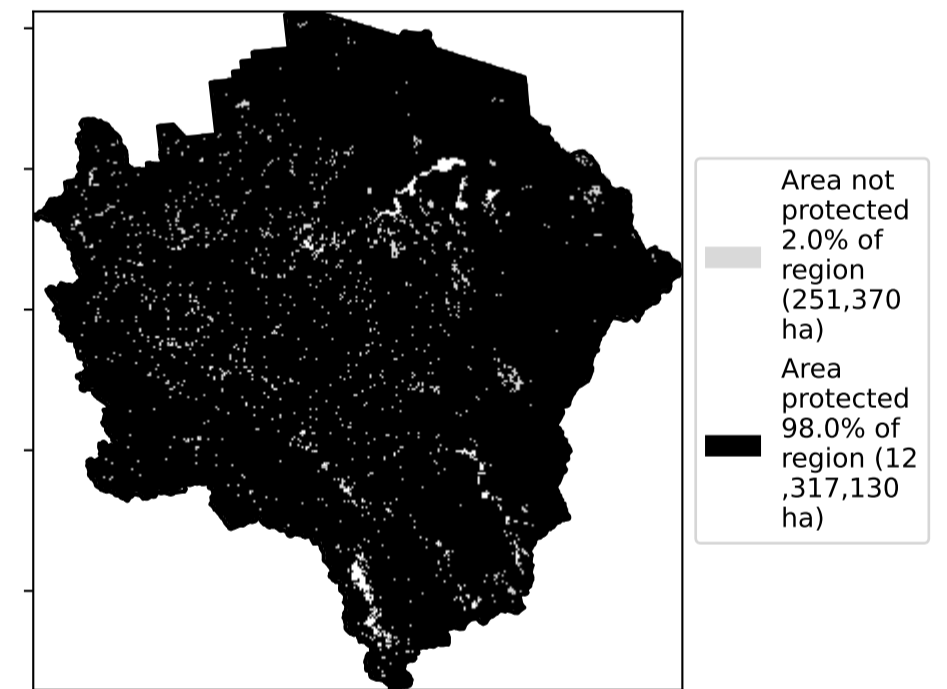 Area not
protected
2.0% of
region
(251,370
ha)
Area
protected
98.0% of
region (12
,317,130
ha)